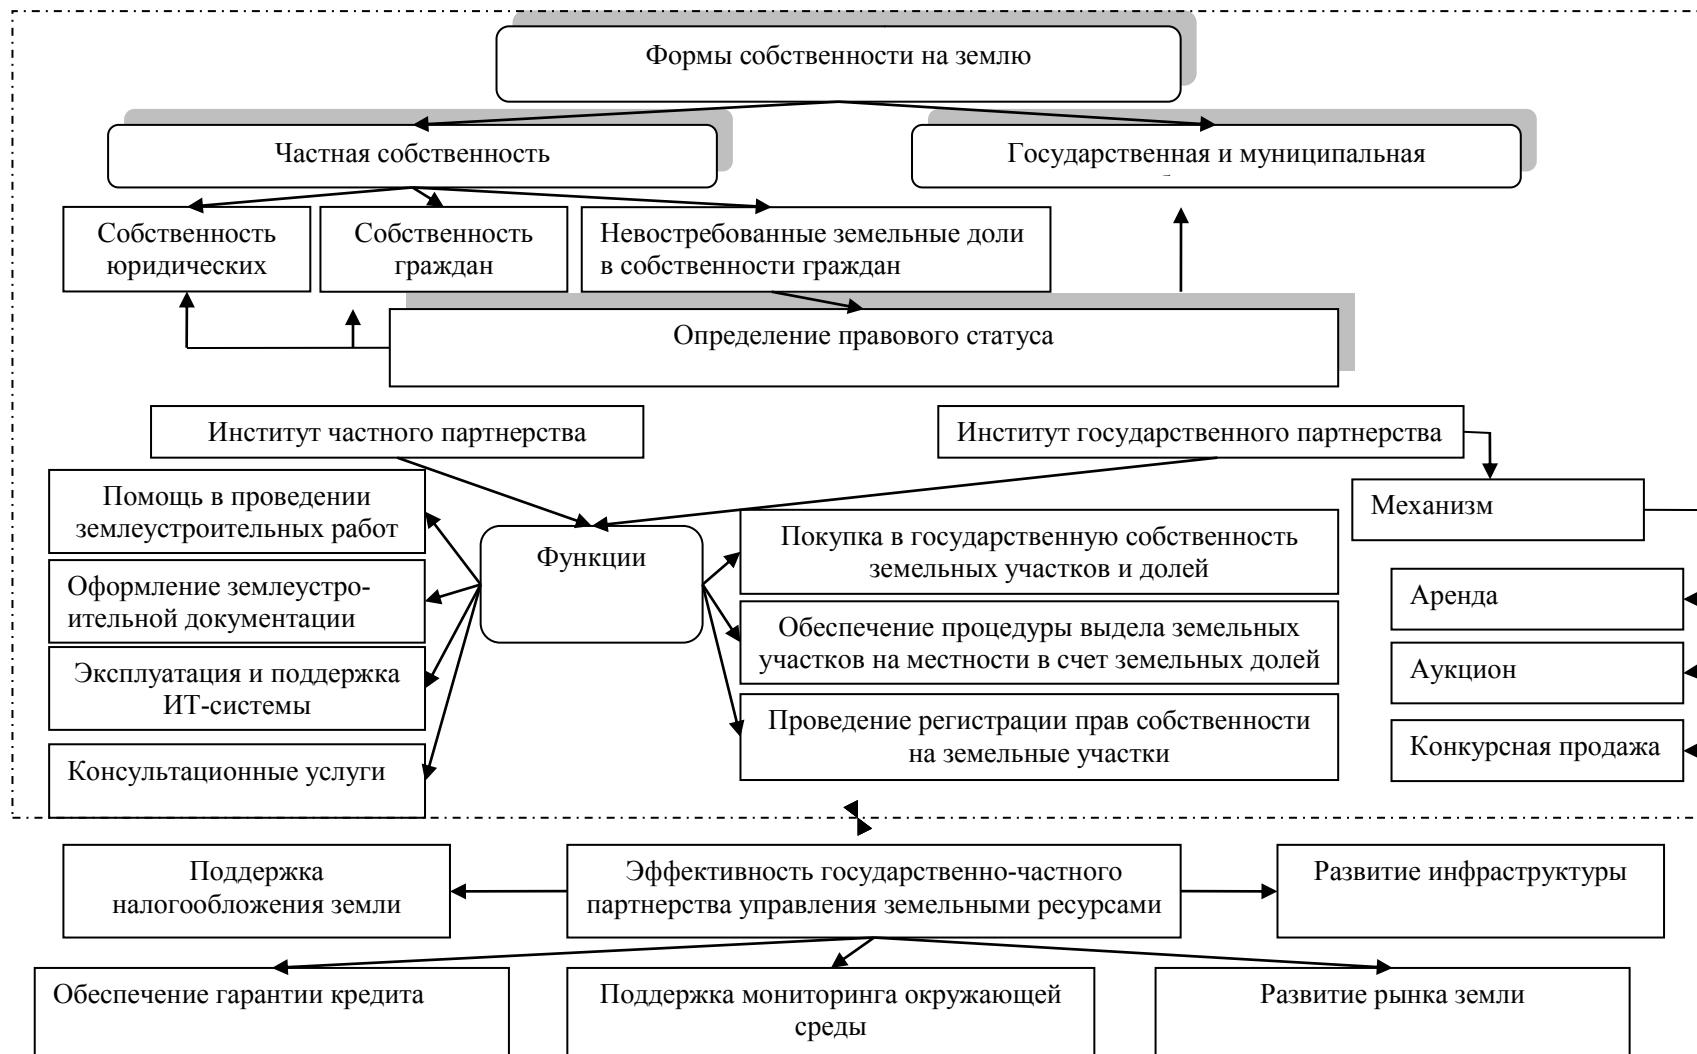 Формы собственности на землю
Частная собственность
Государственная и муниципальная
Собственность
юридических
Собственность
граждан
Невостребованные земельные доли
в собственности граждан
Определение правового статуса
Институт частного партнерства
Институт государственного партнерства
Механизм
Помощь в проведении
землеустроительных работ
Оформление землеустро-
ительной документации
Эксплуатация и поддержка
ИТ-системы
Консультационные услуги
Функции
Покупка в государственную собственность
земельных участков и долей
Обеспечение процедуры выдела земельных
участков на местности в счет земельных долей
Проведение регистрации прав собственности
на земельные участки
Аренда
Аукцион
Конкурсная продажа
Поддержка
налогообложения земли
Эффективность государственно-частного
партнерства управления земельными ресурсами
Развитие инфраструктуры
Обеспечение гарантии кредита
Поддержка мониторинга окружающей
среды
Развитие рынка земли